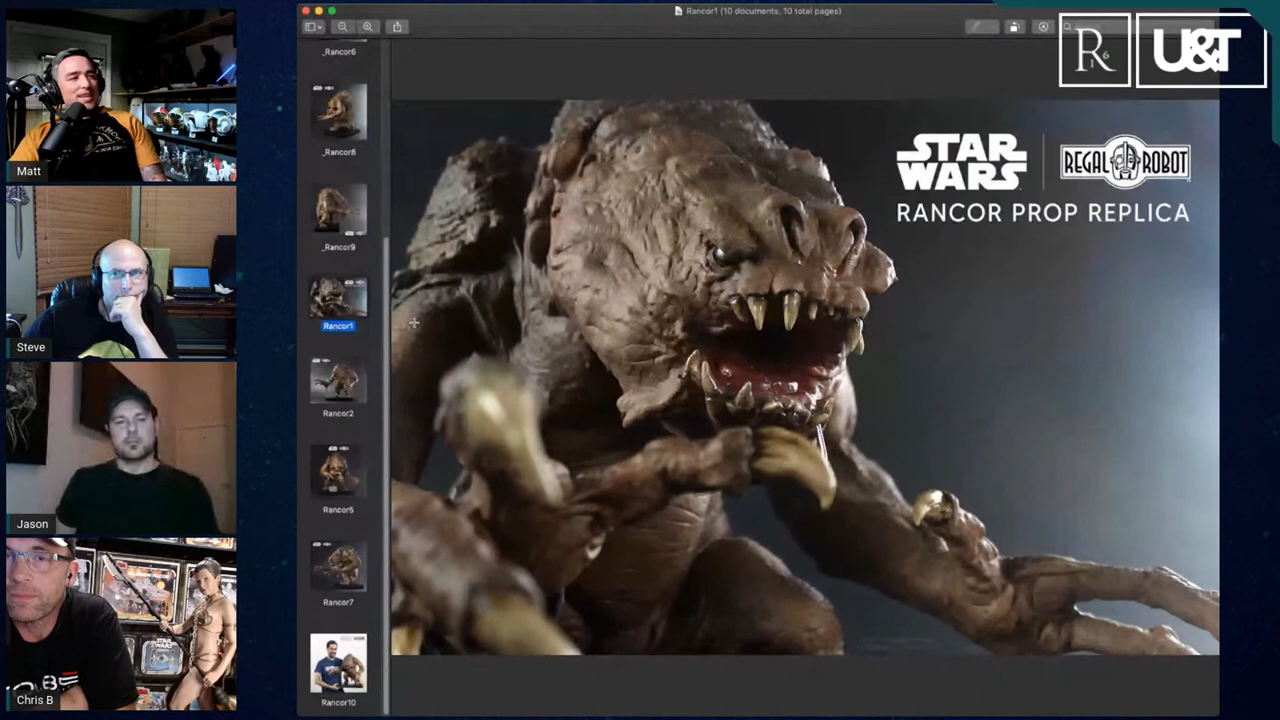 Rancor1 (10 documents, 10 total pages)
R6
U&T
Matt
Steve
Jason
Chris B
_Rancor6
_Rancor8
_Rancor9
Rancor1
Rancor2
Rancor5
Rancor7
Rancor10
STAR WARS
REGAL ROBOT
RANCOR PROP REPLICA